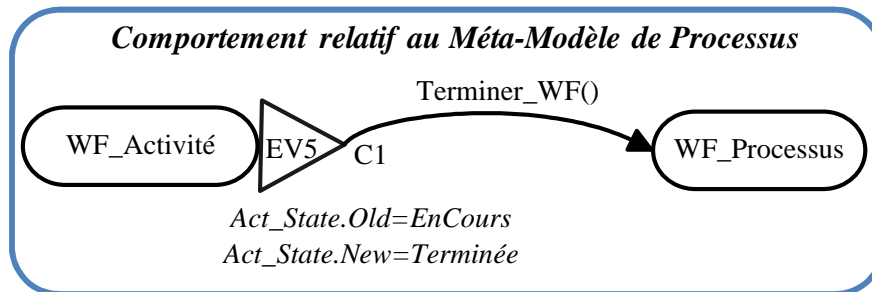 Comportement relatif au Méta-Modèle de Processus
Terminer_WF()
WF_Activité
EV5
C1
WF_Processus
Act_State.Old=EnCours
Act_State.New=Terminée